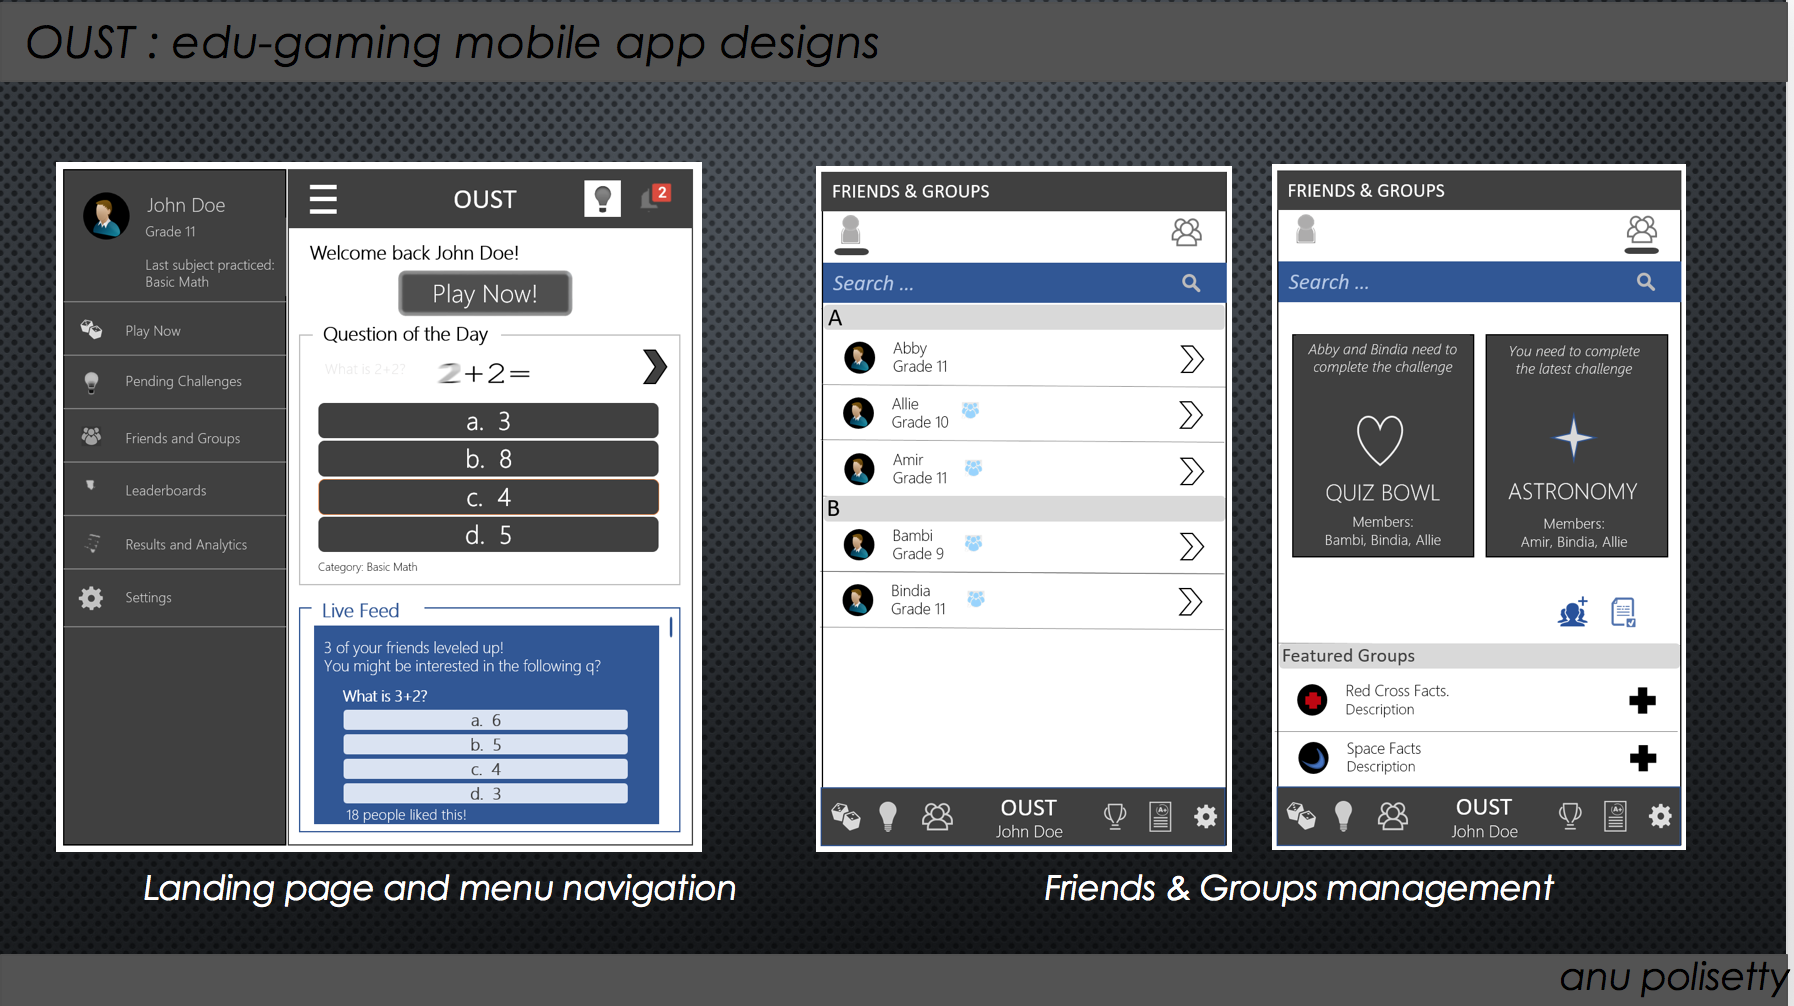 OUST : edu-gaming mobile app designs
John Doe
Grade 11
Last subject practiced:
Basic Math
Play Now
Pending Challenges
Friends and Groups
Leaderboards
Results and Analytics
Settings
OUST
2
Welcome back John Doe!
Play Now!
Question of the Day
What is 2+2?
2+2=
a. 3
b. 8
c. 4
d. 5
Category: Basic Math
Live Feed
3 of your friends leveled up!
You might be interested in the following q?
What is 3+2?
a. 6
b. 5
c. 4
d. 3
18 people liked this!
Landing page and menu navigation
FRIENDS & GROUPS
Search ...
A
Abby
Grade 11
Allie
Grade 10
Amir
Grade 11
B
Bambi
Grade 9
Bindia
Grade 11
OUST
John Doe
A+
FRIENDS & GROUPS
Search ...
Abby and Bindia need to
complete the challenge
QUIZ BOWL
Members:
Bambi, Bindia, Allie
You need to complete
the latest challenge
ASTRONOMY
Members:
Amir, Bindia, Allie
Featured Groups
Red Cross Facts.
Description
Space Facts
Description
OUST
John Doe
A+
Friends & Groups management
anu polisetty